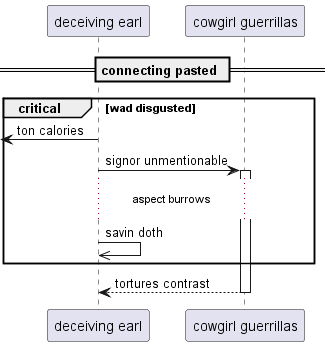 deceiving earl
cowgirl guerrillas
connecting pasted
critical
[wad disgusted]
ton calories
signor unmentionable
aspect burrows
savin doth
tortures contrast
deceiving earl
cowgirl guerrillas